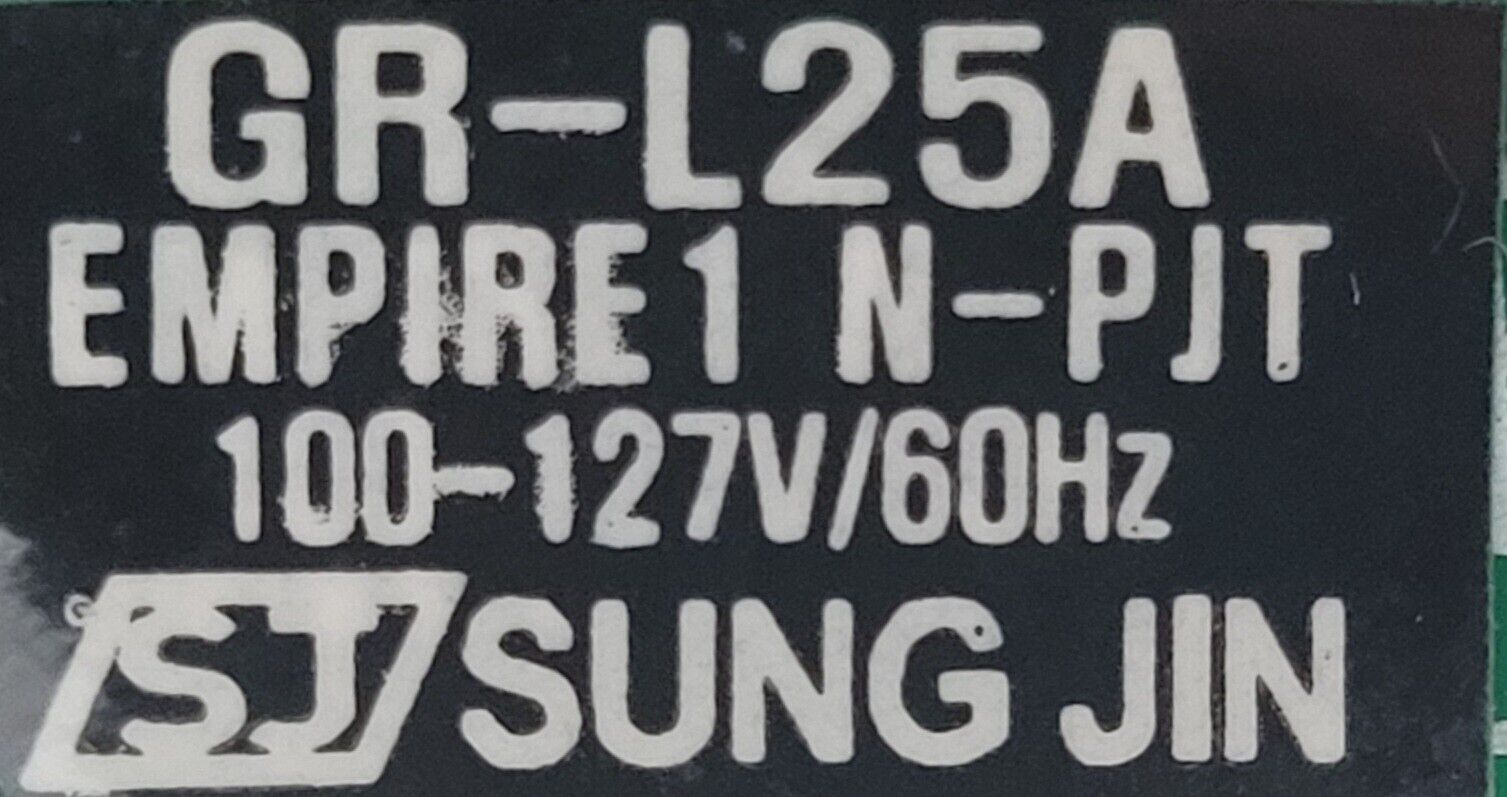 GR-L25A
EMPIRE1 N-PJT
100-127V/60Hz
SJ SUNG JIN